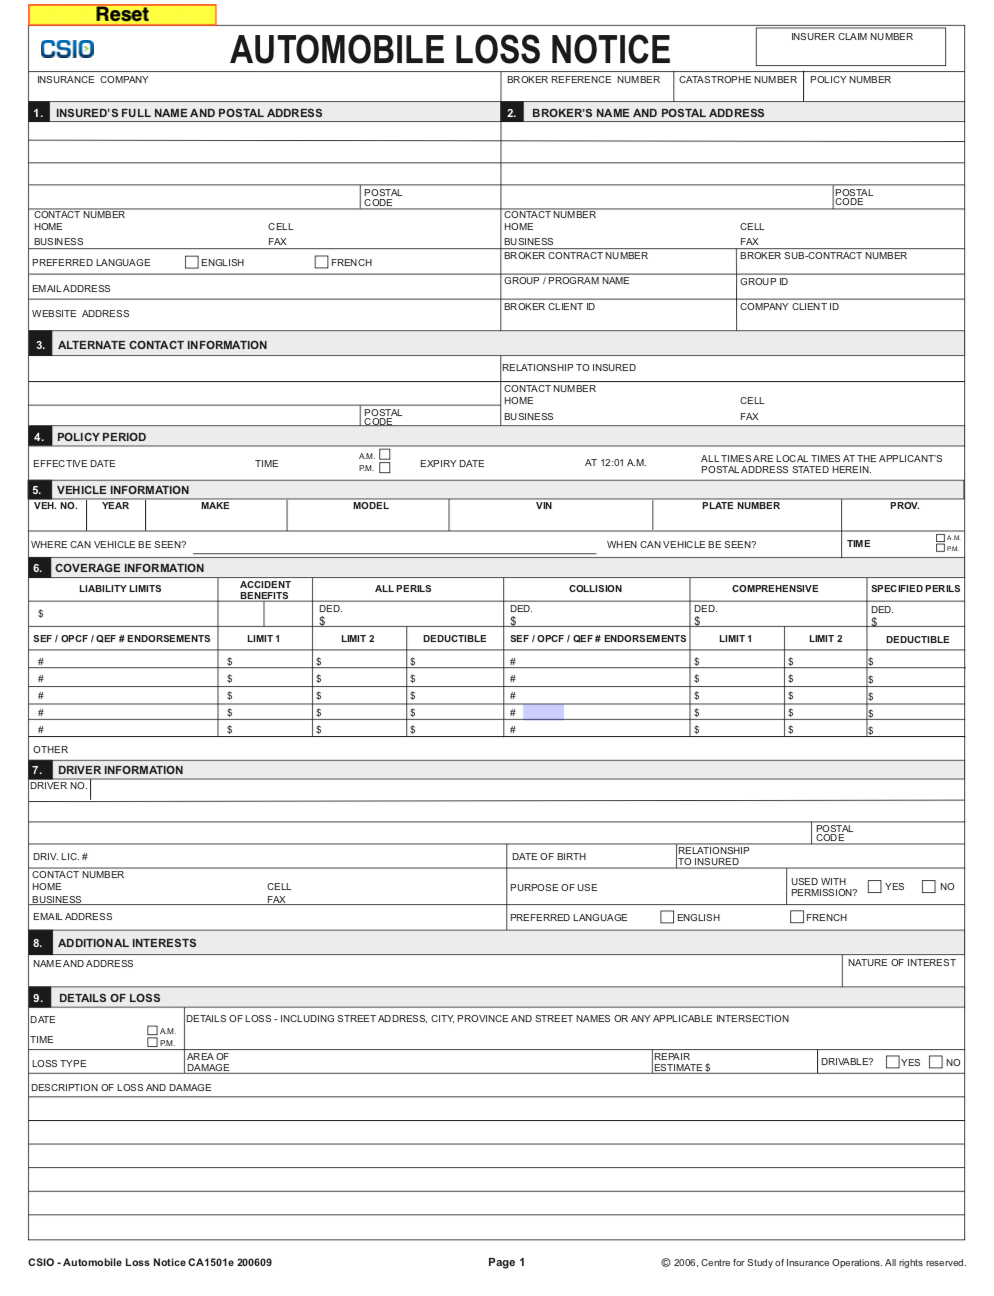 Reset
CSIO
AUTOMOBILE LOSS NOTICE
INSURER CLAIM NUMBER
INSURANCE COMPANY
BROKER REFERENCE NUMBER
CATASTROPHE NUMBER
POLICY NUMBER
1. INSURED'S FULL NAME AND POSTAL ADDRESS
2. BROKER'S NAME AND POSTAL ADDRESS
POSTAL
CODE
POSTAL
CODE
CONTACT NUMBER
HOME CELL
BUSINESS FAX
CONTACT NUMBER
HOME CELL
BUSINESS FAX
PREFERRED LANGUAGE ENGLISH FRENCH
BROKER CONTRACT NUMBER
BROKER SUB-CONTRACT NUMBER
EMAIL ADDRESS
GROUP / PROGRAM NAME
GROUP ID
WEBSITE ADDRESS
BROKER CLIENT ID
COMPANY CLIENT ID
3. ALTERNATE CONTACT INFORMATION
RELATIONSHIP TO INSURED
CONTACT NUMBER
HOME CELL
BUSINESS FAX
POSTAL
CODE
4. POLICY PERIOD
EFFECTIVE DATE TIME
A.M.
P.M.
EXPIRY DATE AT 12:01 A.M.
ALL TIMES ARE LOCAL TIMES AT THE APPLICANT'S
POSTAL ADDRESS STATED HEREIN.
5. VEHICLE INFORMATION
VEH. NO. YEAR MAKE MODEL VIN PLATE NUMBER PROV.
WHERE CAN VEHICLE BE SEEN? WHEN CAN VEHICLE BE SEEN? TIME
A.M.
P.M.
6. COVERAGE INFORMATION
LIABILITY LIMITS
ACCIDENT
BENEFITS
ALL PERILS COLLISION COMPREHENSIVE SPECIFIED PERILS
$
DED.
$
DED.
$
DED.
$
DED.
$
SEF / OPCF / QEF # ENDORSEMENTS LIMIT 1 LIMIT 2 DEDUCTIBLE SEF / OPCF / QEF # ENDORSEMENTS LIMIT 1 LIMIT 2 DEDUCTIBLE
# $ $ $ # $ $ $
# $ $ $ # $ $ $
# $ $ $ # $ $ $
# $ $ $ # $ $ $
# $ $ $ # $ $ $
OTHER
7. DRIVER INFORMATION
DRIVER NO.
POSTAL
CODE
DRIV. LIC. # DATE OF BIRTH
RELATIONSHIP
TO INSURED
CONTACT NUMBER
HOME CELL
BUSINESS FAX
PURPOSE OF USE
USED WITH
PERMISSION? YES NO
EMAIL ADDRESS PREFERRED LANGUAGE ENGLISH FRENCH
8. ADDITIONAL INTERESTS
NAME AND ADDRESS NATURE OF INTEREST
9. DETAILS OF LOSS
DATE
TIME
A.M.
P.M.
DETAILS OF LOSS - INCLUDING STREET ADDRESS, CITY, PROVINCE AND STREET NAMES OR ANY APPLICABLE INTERSECTION
LOSS TYPE
AREA OF
DAMAGE
REPAIR
ESTIMATE $
DRIVABLE? YES NO
DESCRIPTION OF LOSS AND DAMAGE
CSIO - Automobile Loss Notice CA1501e 200609
Page 1
© 2006, Centre for Study of Insurance Operations. All rights reserved.